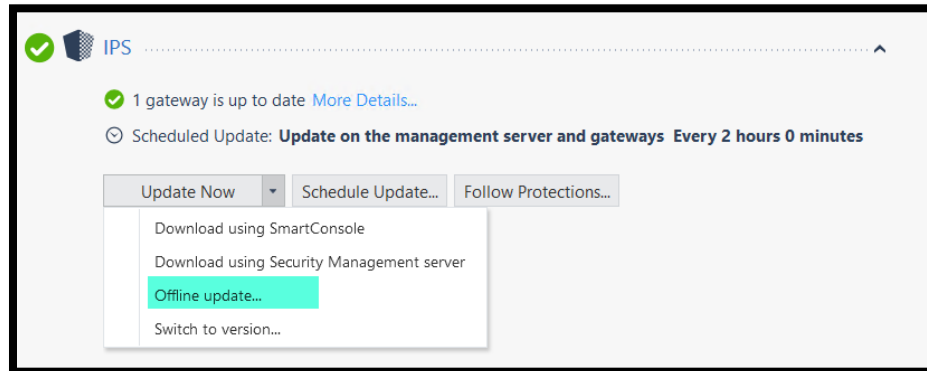 IPS
1 gateway is up to date More Details...
Scheduled Update: Update on the management server and gateways Every 2 hours 0 minutes
Update Now Schedule Update... Follow Protections...
Download using SmartConsole
Download using Security Management server
Offline update...
Switch to version...